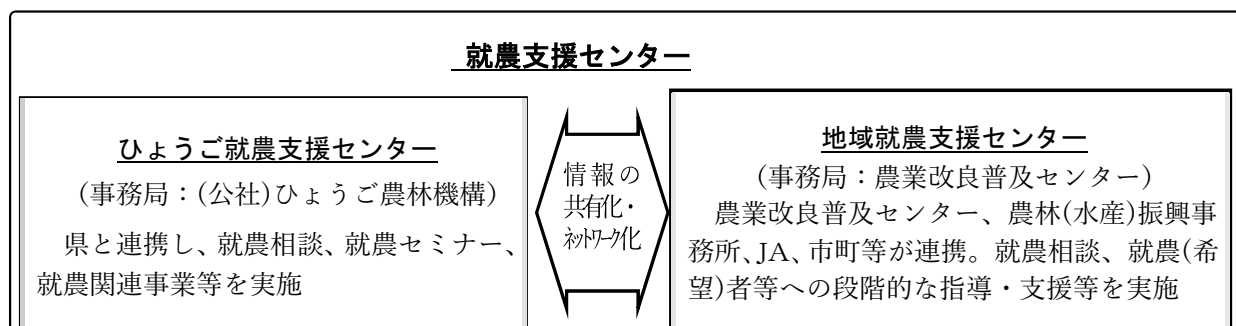 就農支援センター
ひょうご就農支援センター
(事務局：(公社)ひょうご農林機構)
県と連携し、就農相談、就農セミナー、
就農関連事業等を実施
情報の
共有化・
ネットワーク化
地域就農支援センター
(事務局：農業改良普及センター)
農業改良普及センター、農林(水産)振興事
務所、JA、市町等が連携。就農相談、就農(希
望)者等への段階的な指導・支援等を実施